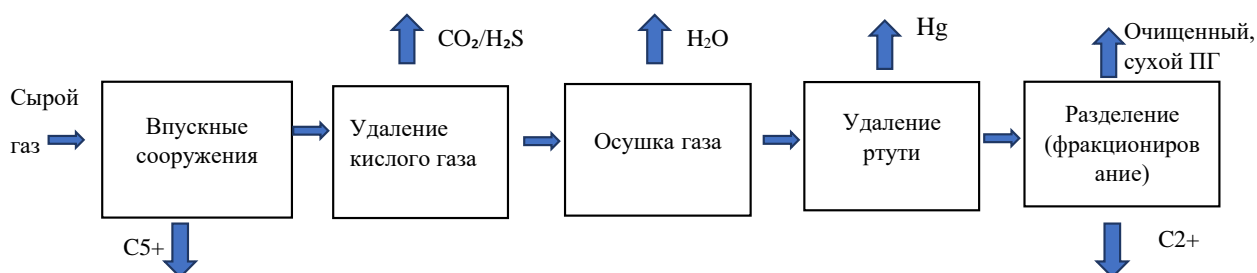 CO₂/H₂S
H₂O
Hg
Очищенный,
сухой ПГ
Сырой
газ
Впускные
сооружения
Удаление
кислого газа
Осушка газа
Удаление
ртути
Разделение
(фракциониров
ание)
C5+
C2+